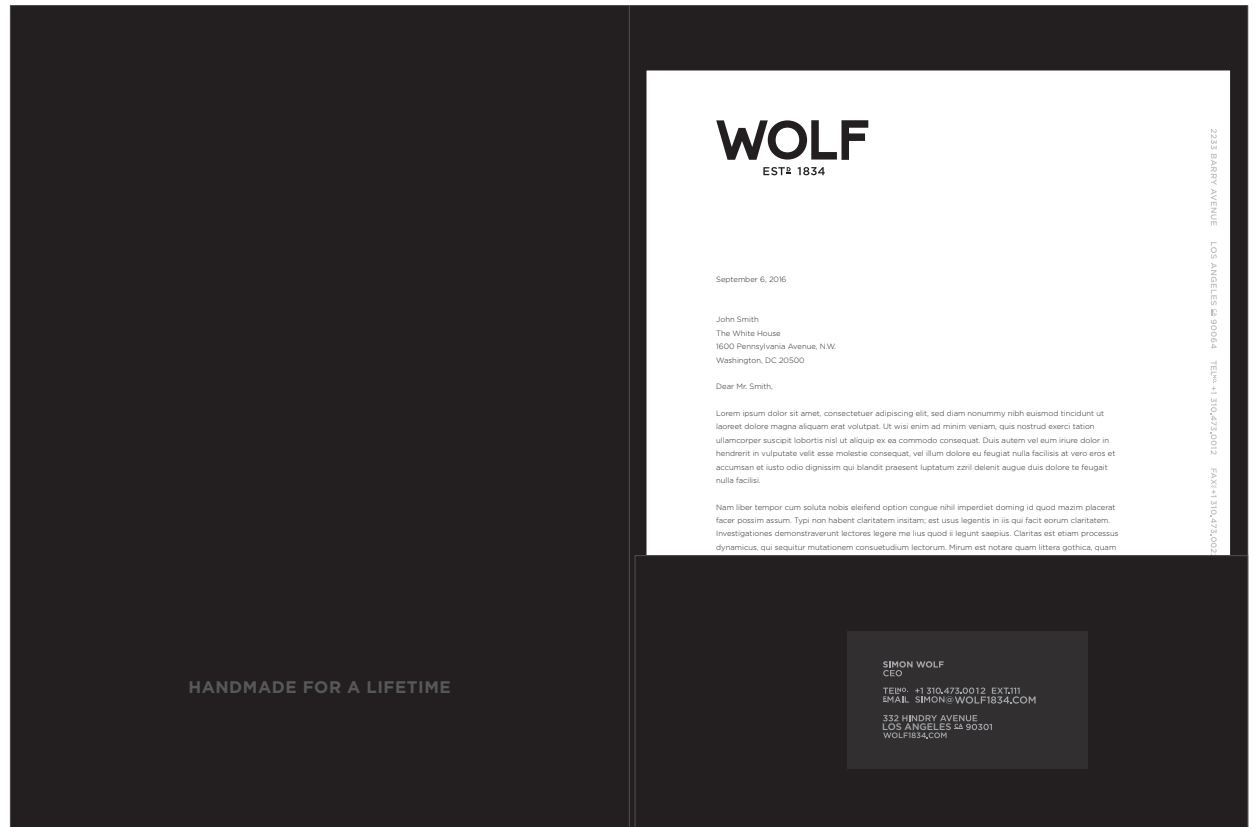 HANDMADE FOR A LIFETIME
WOLF
ESTD 1834
September 6, 2016
John Smith
The White House
1600 Pennsylvania Avenue, N.W.
Washington, DC 20500
Dear Mr. Smith,
Lorem ipsum dolor sit amet, consectetuer adipiscing elit, sed diam nonummy nibh euismod tincidunt ut
laoreet dolore magna aliquam erat volutpat. Ut wisi enim ad minim veniam, quis nostrud exerci tation
ullamcorper suscipit lobortis nisl ut aliquip ex ea commodo consequat. Duis autem vel eum iriure dolor in
hendrerit in vulputate velit esse molestie consequat, vel illum dolore eu feugiat nulla facilisis at vero eros et
accumsan et iusto odio dignissim qui blandit praesent luptatum zzril delenit augue duis dolore te feugait
nulla facilisi.
Nam liber tempor cum soluta nobis eleifend option congue nihil imperdiet doming id quod mazim placerat
facer possim assum. Typi non habent claritatem insitam; est usus legentis in iis qui facit eorum claritatem.
Investigationes demonstraverunt lectores legere me lius quod ii legunt saepius. Claritas est etiam processus
dynamicus, qui sequitur mutationem consuetudium lectorum. Mirum est notare quam littera gothica, quam
2233 BARRY AVENUE LOS ANGELES CA 90064 TELNO. +1 310.473.0012 FAX: +1 310.473.002
SIMON WOLF
CEO
TELNO. +1 310.473.0012 EXT.111
EMAIL SIMON@WOLF1834.COM
332 HINDRY AVENUE
LOS ANGELES CA 90301
WOLF1834.COM